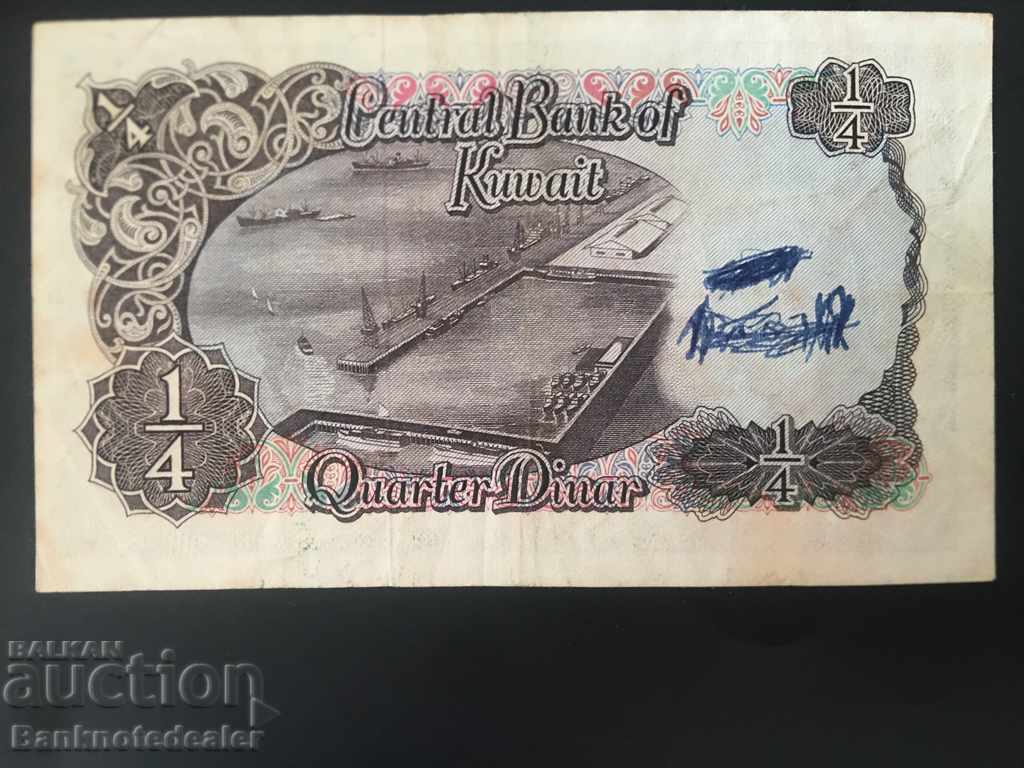 1/4
Central Bank of
1/4
Kuwait
1/4
Quarter Dinar
1/4
BALKAN
auction
Banknotedealer